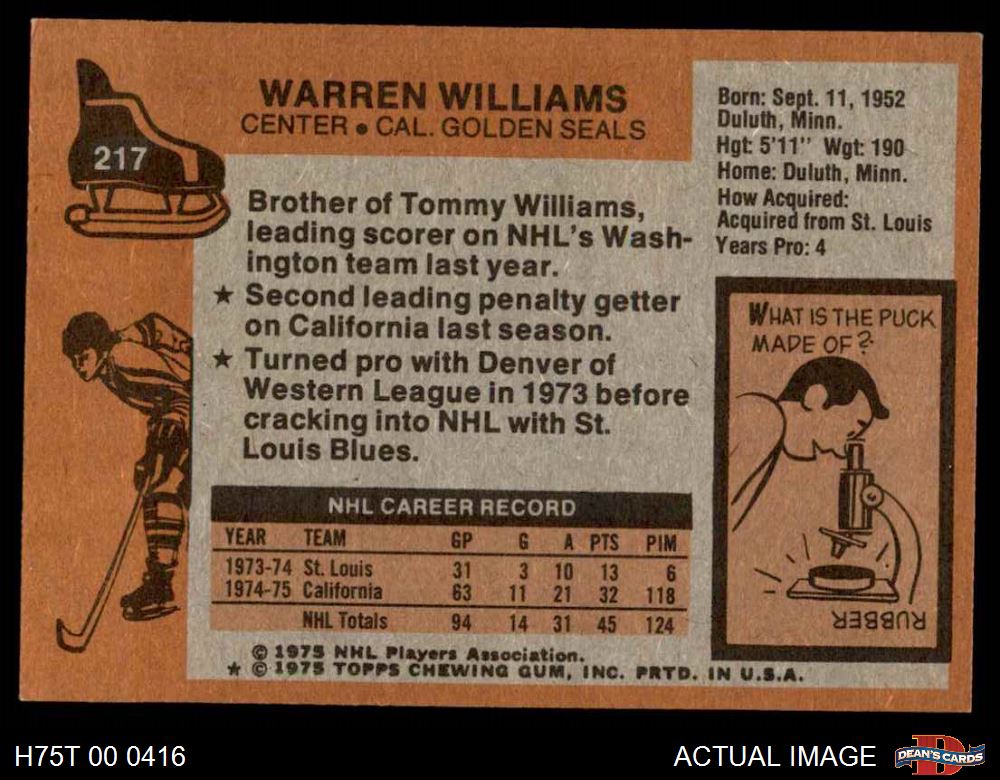 217
WARREN WILLIAMS
CENTER • CAL. GOLDEN SEALS
Born: Sept. 11, 1952
Duluth, Minn.
Hgt: 5'11" Wgt: 190
Home: Duluth, Minn.
How Acquired:
Acquired from St. Louis
Years Pro: 4
Brother of Tommy Williams,
leading scorer on NHL's Wash-
ington team last year.
★ Second leading penalty getter
on California last season.
★ Turned pro with Denver of
Western League in 1973 before
cracking into NHL with St.
Louis Blues.
WHAT IS THE PUCK
MADE OF?
RUBBER
NHL CAREER RECORD
YEAR TEAM GP G A PTS PIM
1973-74 St. Louis 31 3 10 13 6
1974-75 California 63 11 21 32 118
NHL Totals 94 14 31 45 124
© 1975 NHL Players Association.
★ © 1975 TOPPS CHEWING GUM, INC. PRTD. IN U.S.A.
H75T 00 0416
ACTUAL IMAGE
D
DEAN'S CARDS